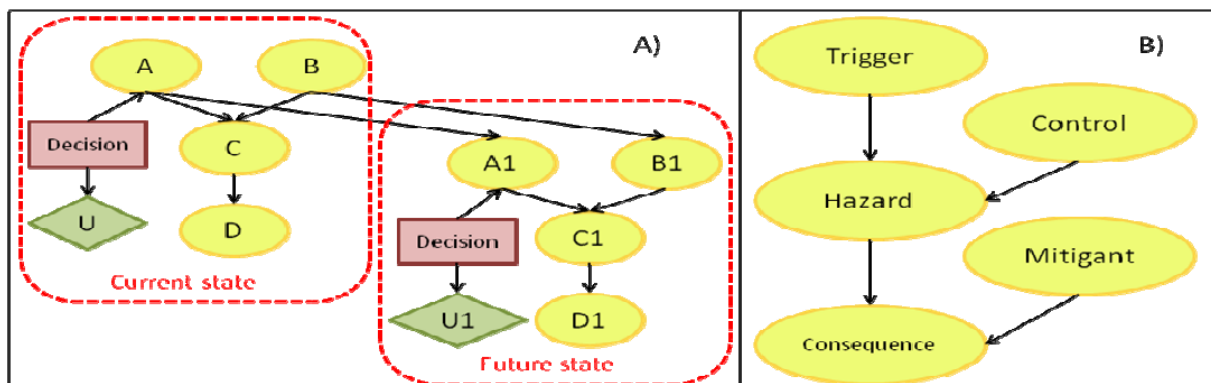 A)
A
B
Decision
C
U
D
Current state
A1
B1
Decision
C1
U1
D1
Future state
B)
Trigger
Control
Hazard
Mitigant
Consequence